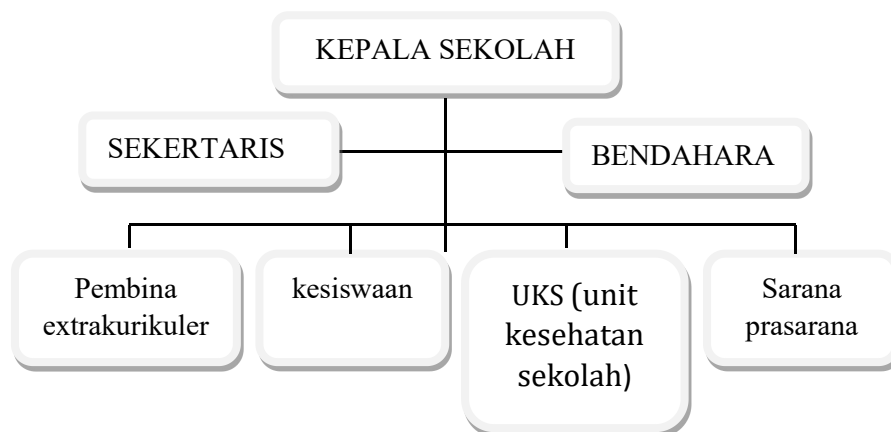 KEPALA SEKOLAH
SEKERTARIS
BENDAHARA
Pembina
extrakurikuler
kesiswaan
UKS (unit
kesehatan
sekolah)
Sarana
prasarana